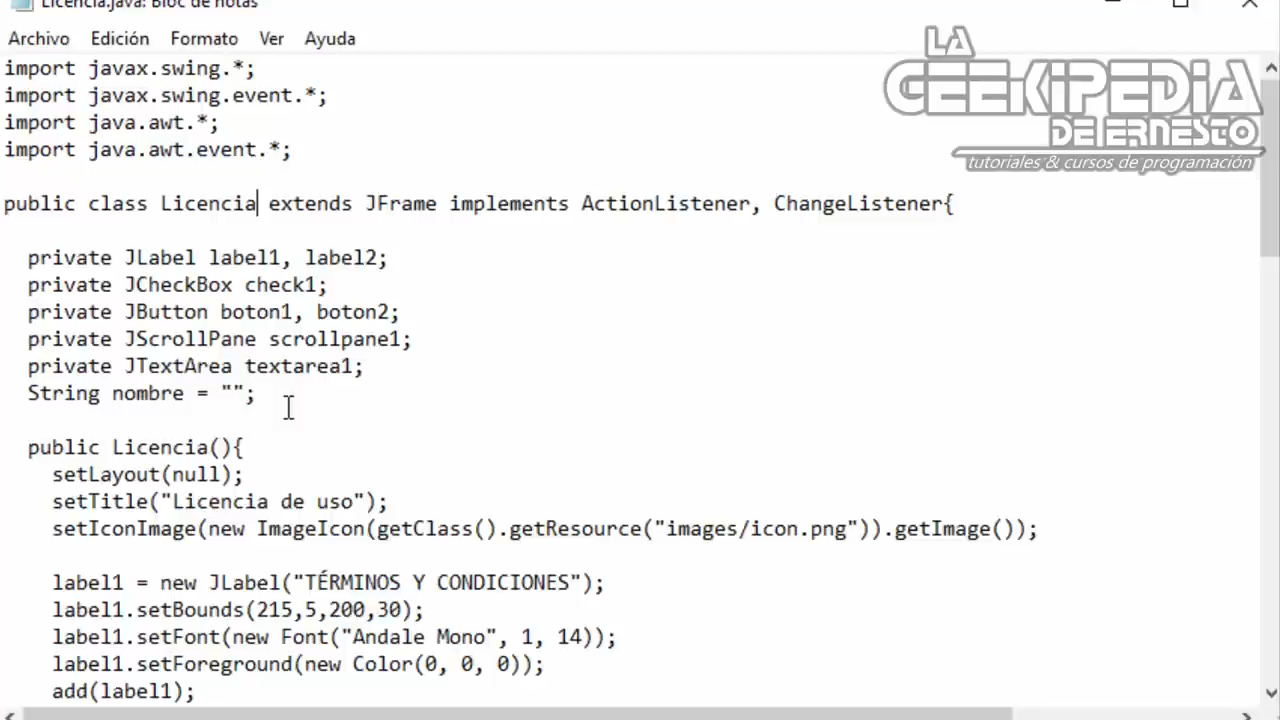 Licencia.java: Bloc de notas
Archivo Edición Formato Ver Ayuda
LA
GEEKIPEDIA
DE ERNESTO
tutoriales & cursos de programación
import javax.swing.*;
import javax.swing.event.*;
import java.awt.*;
import java.awt.event.*;
public class Licencia extends JFrame implements ActionListener, ChangeListener{
private JLabel label1, label2;
private JCheckBox check1;
private JButton boton1, boton2;
private JScrollPane scrollpane1;
private JTextArea textarea1;
String nombre = "";
public Licencia(){
setLayout(null);
setTitle("Licencia de uso");
setIconImage(new ImageIcon(getClass().getResource("images/icon.png")).getImage());
label1 = new JLabel("TÉRMINOS Y CONDICIONES");
label1.setBounds(215,5,200,30);
label1.setFont(new Font("Andale Mono", 1, 14));
label1.setForeground(new Color(0, 0, 0));
add(label1);